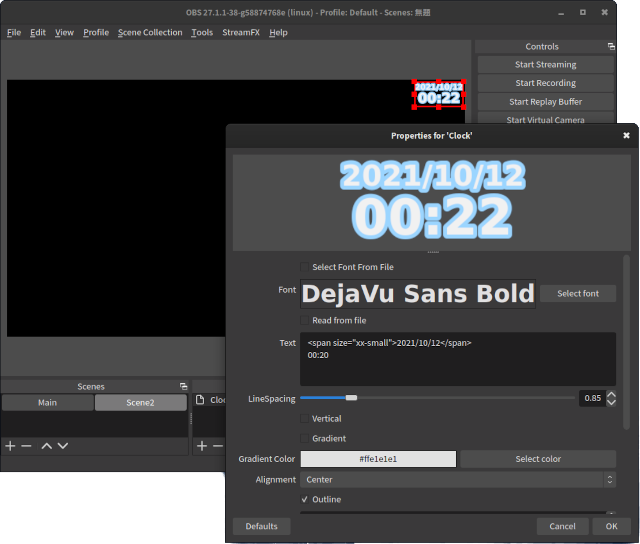 OBS 27.1.1-38-g58874768e (linux) - Profile: Default - Scenes: 無題
File Edit View Profile Scene Collection Tools StreamFX Help
Controls
Start Streaming
Start Recording
Start Replay Buffer
Start Virtual Camera
2021/10/12
00:22
Properties for 'Clock'
2021/10/12
00:22
Select Font From File
Font DejaVu Sans Bold Select font
Read from file
Text <span size="xx-small">2021/10/12</span>
00:20
LineSpacing 0.85
Vertical
Gradient
Gradient Color #ffe1e1e1 Select color
Alignment Center
Outline
Defaults Cancel OK
Scenes
Main Scene2
Cloc